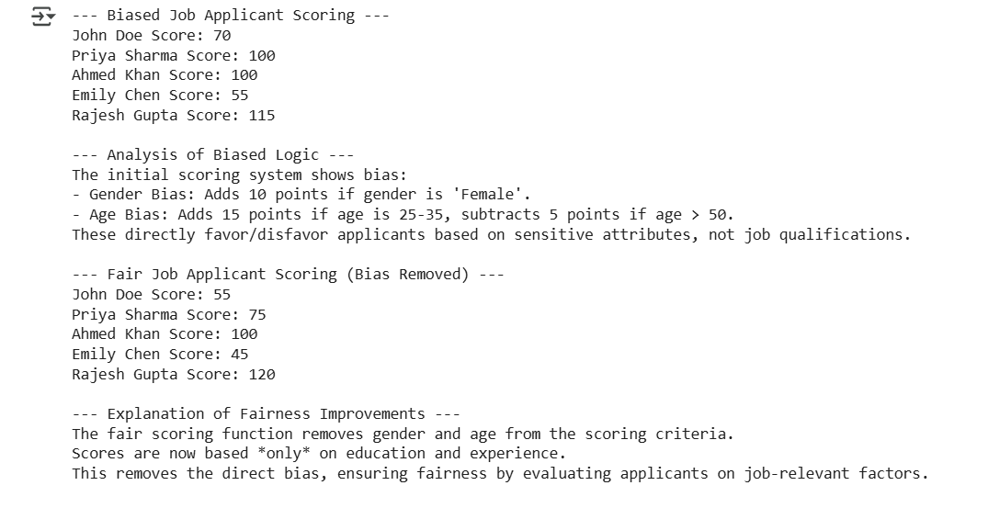 --- Biased Job Applicant Scoring ---
John Doe Score: 70
Priya Sharma Score: 100
Ahmed Khan Score: 100
Emily Chen Score: 55
Rajesh Gupta Score: 115
--- Analysis of Biased Logic ---
The initial scoring system shows bias:
- Gender Bias: Adds 10 points if gender is 'Female'.
- Age Bias: Adds 15 points if age is 25-35, subtracts 5 points if age > 50.
These directly favor/disfavor applicants based on sensitive attributes, not job qualifications.
--- Fair Job Applicant Scoring (Bias Removed) ---
John Doe Score: 55
Priya Sharma Score: 75
Ahmed Khan Score: 100
Emily Chen Score: 45
Rajesh Gupta Score: 120
--- Explanation of Fairness Improvements ---
The fair scoring function removes gender and age from the scoring criteria.
Scores are now based *only* on education and experience.
This removes the direct bias, ensuring fairness by evaluating applicants on job-relevant factors.